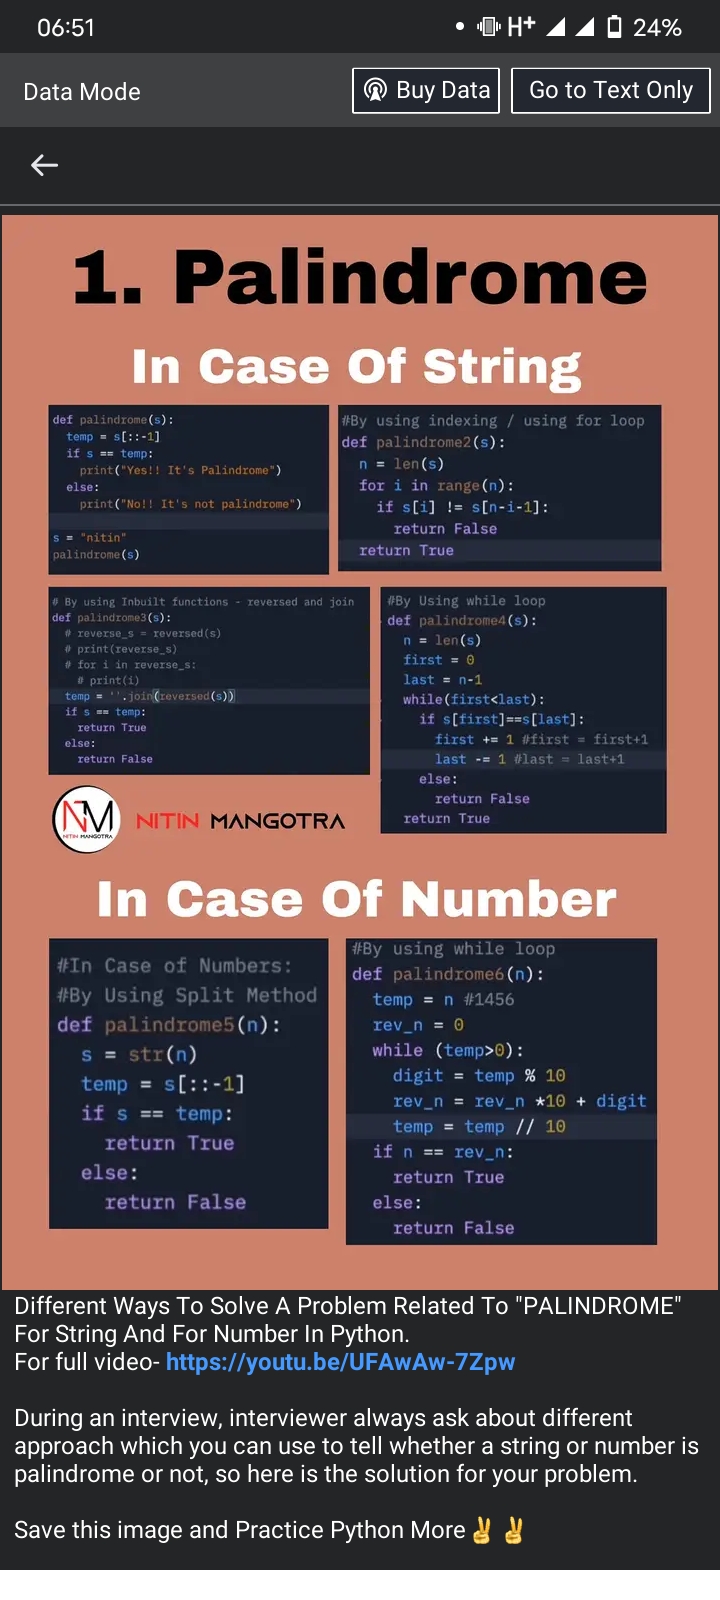 06:51
H+ 24%
Data Mode
Buy Data
Go to Text Only
1. Palindrome
In Case Of String
def palindrome(s):
  temp = s[::-1]
  if s == temp:
    print("Yes!! It's Palindrome")
  else:
    print("No!! It's not palindrome")
s = "nitin"
palindrome(s)
#By using indexing / using for loop
def palindrome2(s):
  n = len(s)
  for i in range(n):
    if s[i] != s[n-i-1]:
      return False
  return True
# By using Inbuilt functions - reversed and join
def palindrome3(s):
  # reverse_s = reversed(s)
  # print(reverse_s)
  # for i in reverse_s:
    # print(i)
  temp = ''.join(reversed(s))
  if s == temp:
    return True
  else:
    return False
#By Using while loop
def palindrome4(s):
  n = len(s)
  first = 0
  last = n-1
  while(first<last):
    if s[first]==s[last]:
      first += 1 #first = first+1
      last -= 1 #last = last+1
    else:
      return False
  return True
NM
NITIN MANGOTRA
NITIN MANGOTRA
In Case Of Number
#In Case of Numbers:
#By Using Split Method
def palindrome5(n):
  s = str(n)
  temp = s[::-1]
  if s == temp:
    return True
  else:
    return False
#By using while loop
def palindrome6(n):
  temp = n #1456
  rev_n = 0
  while (temp>0):
    digit = temp % 10
    rev_n = rev_n *10 + digit
    temp = temp // 10
  if n == rev_n:
    return True
  else:
    return False
Different Ways To Solve A Problem Related To "PALINDROME"
For String And For Number In Python.
For full video- https://youtu.be/UFAwAw-7Zpw
During an interview, interviewer always ask about different
approach which you can use to tell whether a string or number is
palindrome or not, so here is the solution for your problem.
Save this image and Practice Python More✌️✌️